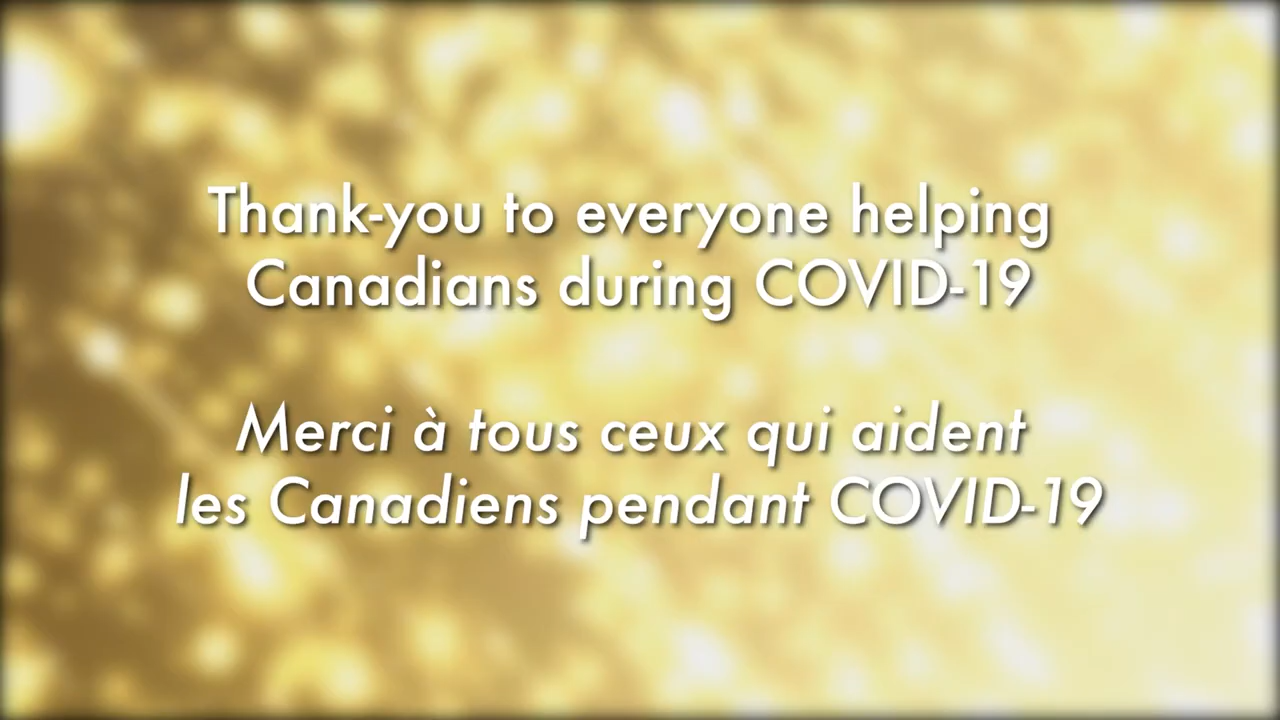 Thank-you to everyone helping
Canadians during COVID-19
Merci à tous ceux qui aident
les Canadiens pendant COVID-19